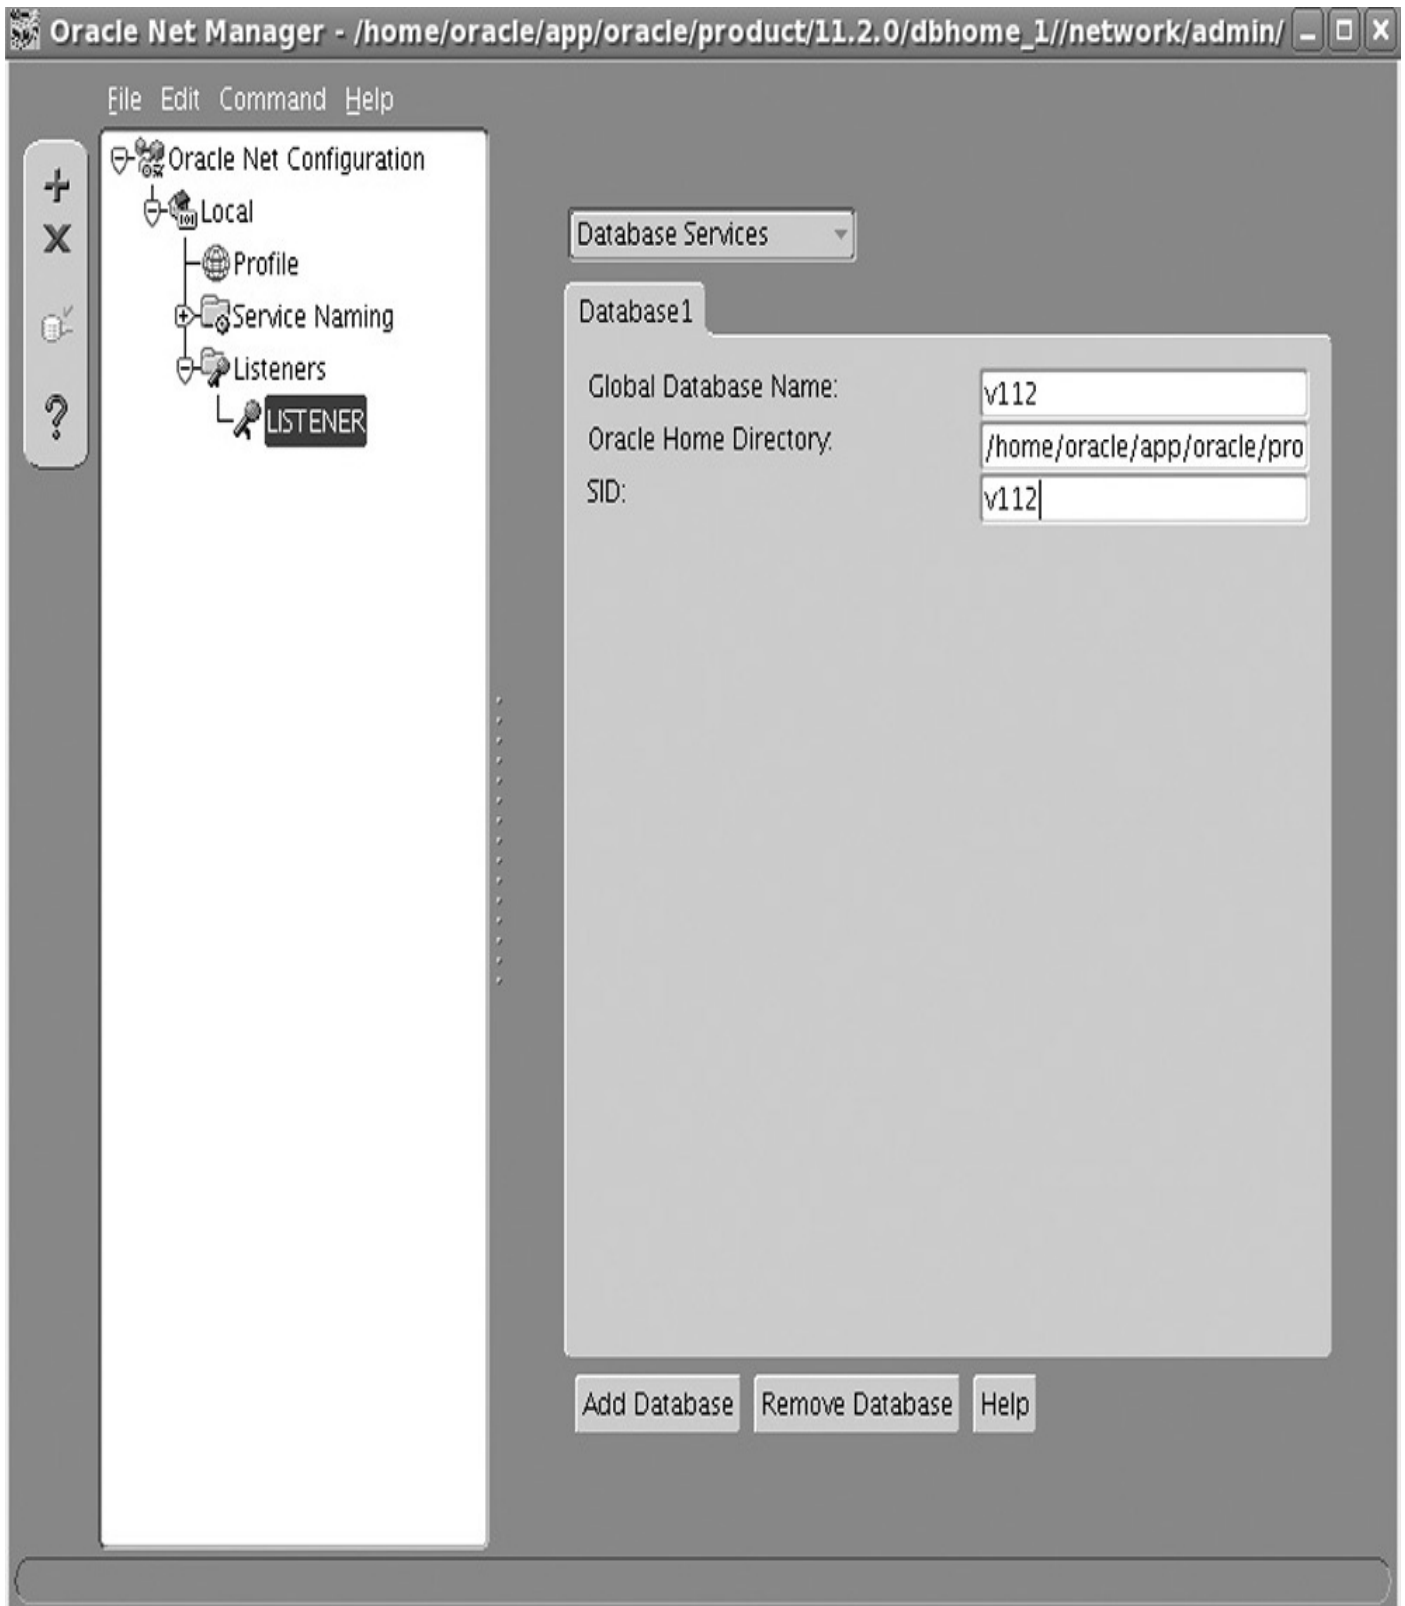 Oracle Net Manager - /home/oracle/app/oracle/product/11.2.0/dbhome_1//network/admin/
File Edit Command Help
Oracle Net Configuration
Local
Profile
Service Naming
Listeners
LISTENER
Database Services
Database1
Global Database Name: v112
Oracle Home Directory: /home/oracle/app/oracle/pro
SID: v112
Add Database Remove Database Help